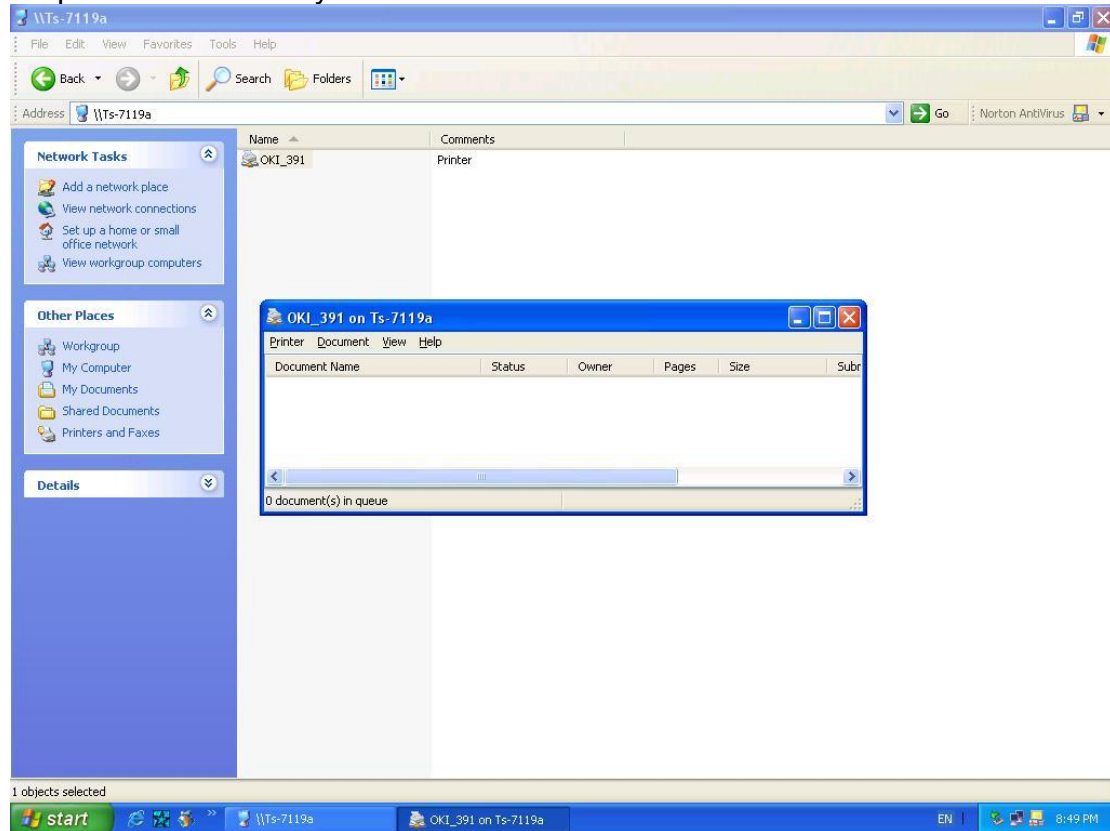 \\Ts-7119a
File Edit View Favorites Tools Help
Back Search Folders
Address \\Ts-7119a Go Norton AntiVirus
Name Comments
OKI_391 Printer
Network Tasks
Add a network place
View network connections
Set up a home or small
office network
View workgroup computers
Other Places
Workgroup
My Computer
My Documents
Shared Documents
Printers and Faxes
Details
OKI_391 on Ts-7119a
Printer Document View Help
Document Name Status Owner Pages Size Subr
0 document(s) in queue
1 objects selected
start \\Ts-7119a OKI_391 on Ts-7119a EN 8:49 PM